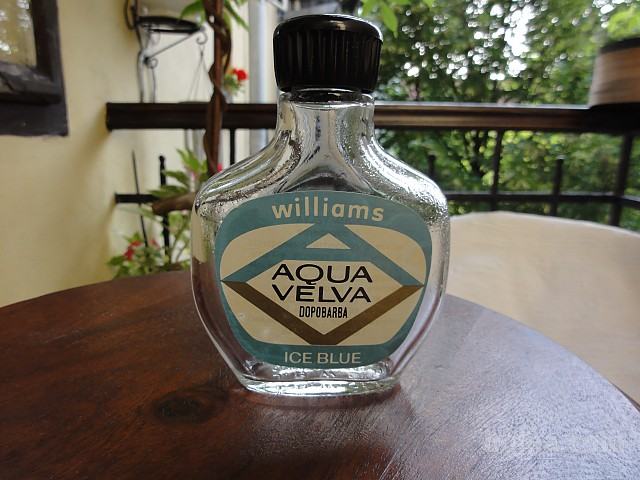 williams
AQUA
VELVA
DOPOBARBA
ICE BLUE